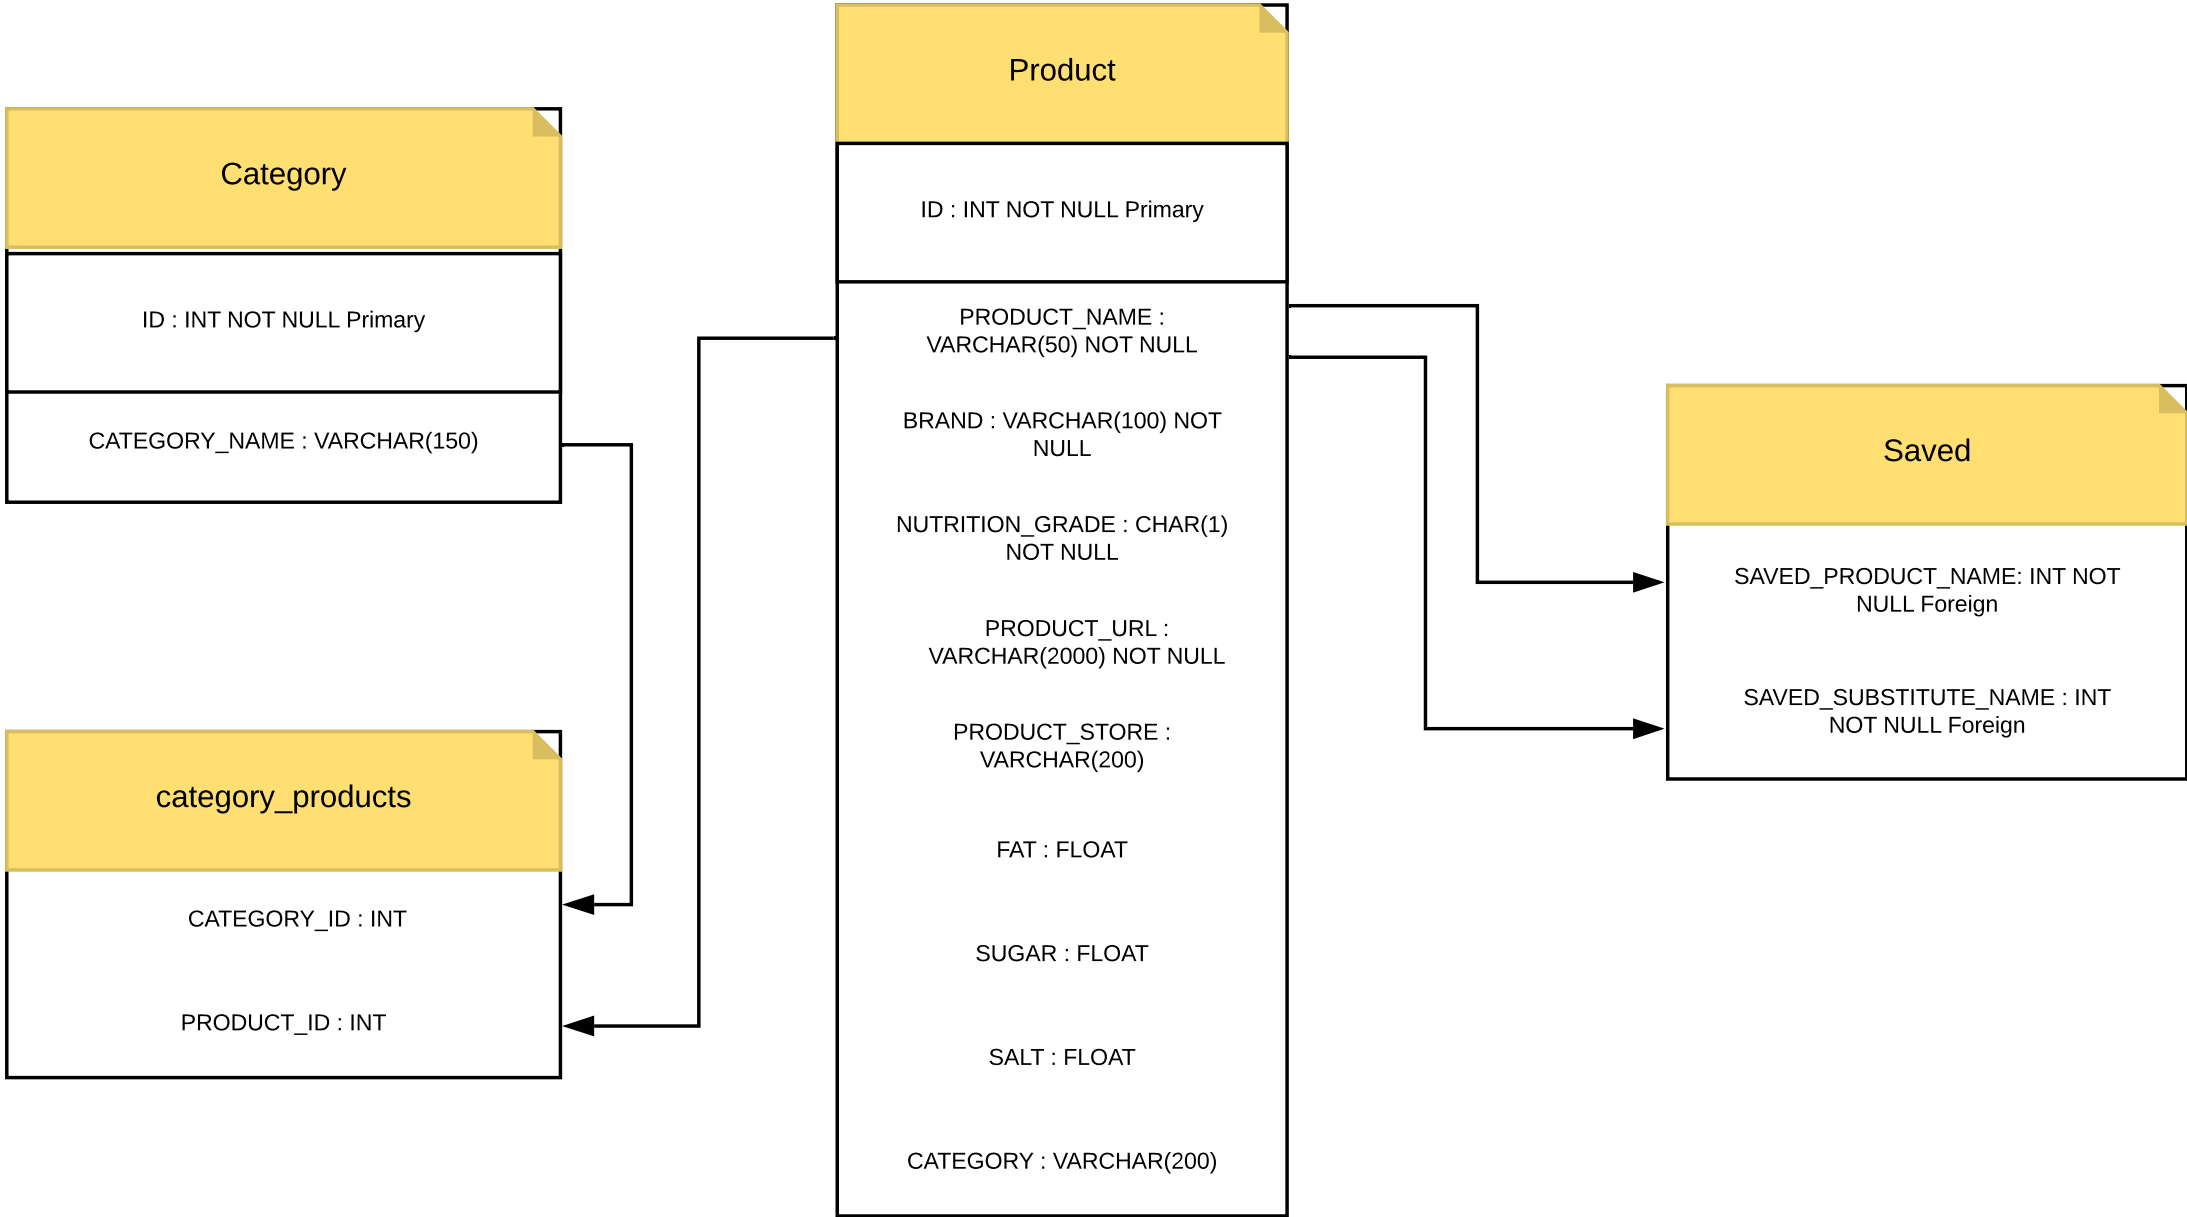 Category
ID : INT NOT NULL Primary
CATEGORY_NAME : VARCHAR(150)
category_products
CATEGORY_ID : INT
PRODUCT_ID : INT
Product
ID : INT NOT NULL Primary
PRODUCT_NAME :
VARCHAR(50) NOT NULL
BRAND : VARCHAR(100) NOT
NULL
NUTRITION_GRADE : CHAR(1)
NOT NULL
PRODUCT_URL :
VARCHAR(2000) NOT NULL
PRODUCT_STORE :
VARCHAR(200)
FAT : FLOAT
SUGAR : FLOAT
SALT : FLOAT
CATEGORY : VARCHAR(200)
Saved
SAVED_PRODUCT_NAME: INT NOT
NULL Foreign
SAVED_SUBSTITUTE_NAME : INT
NOT NULL Foreign